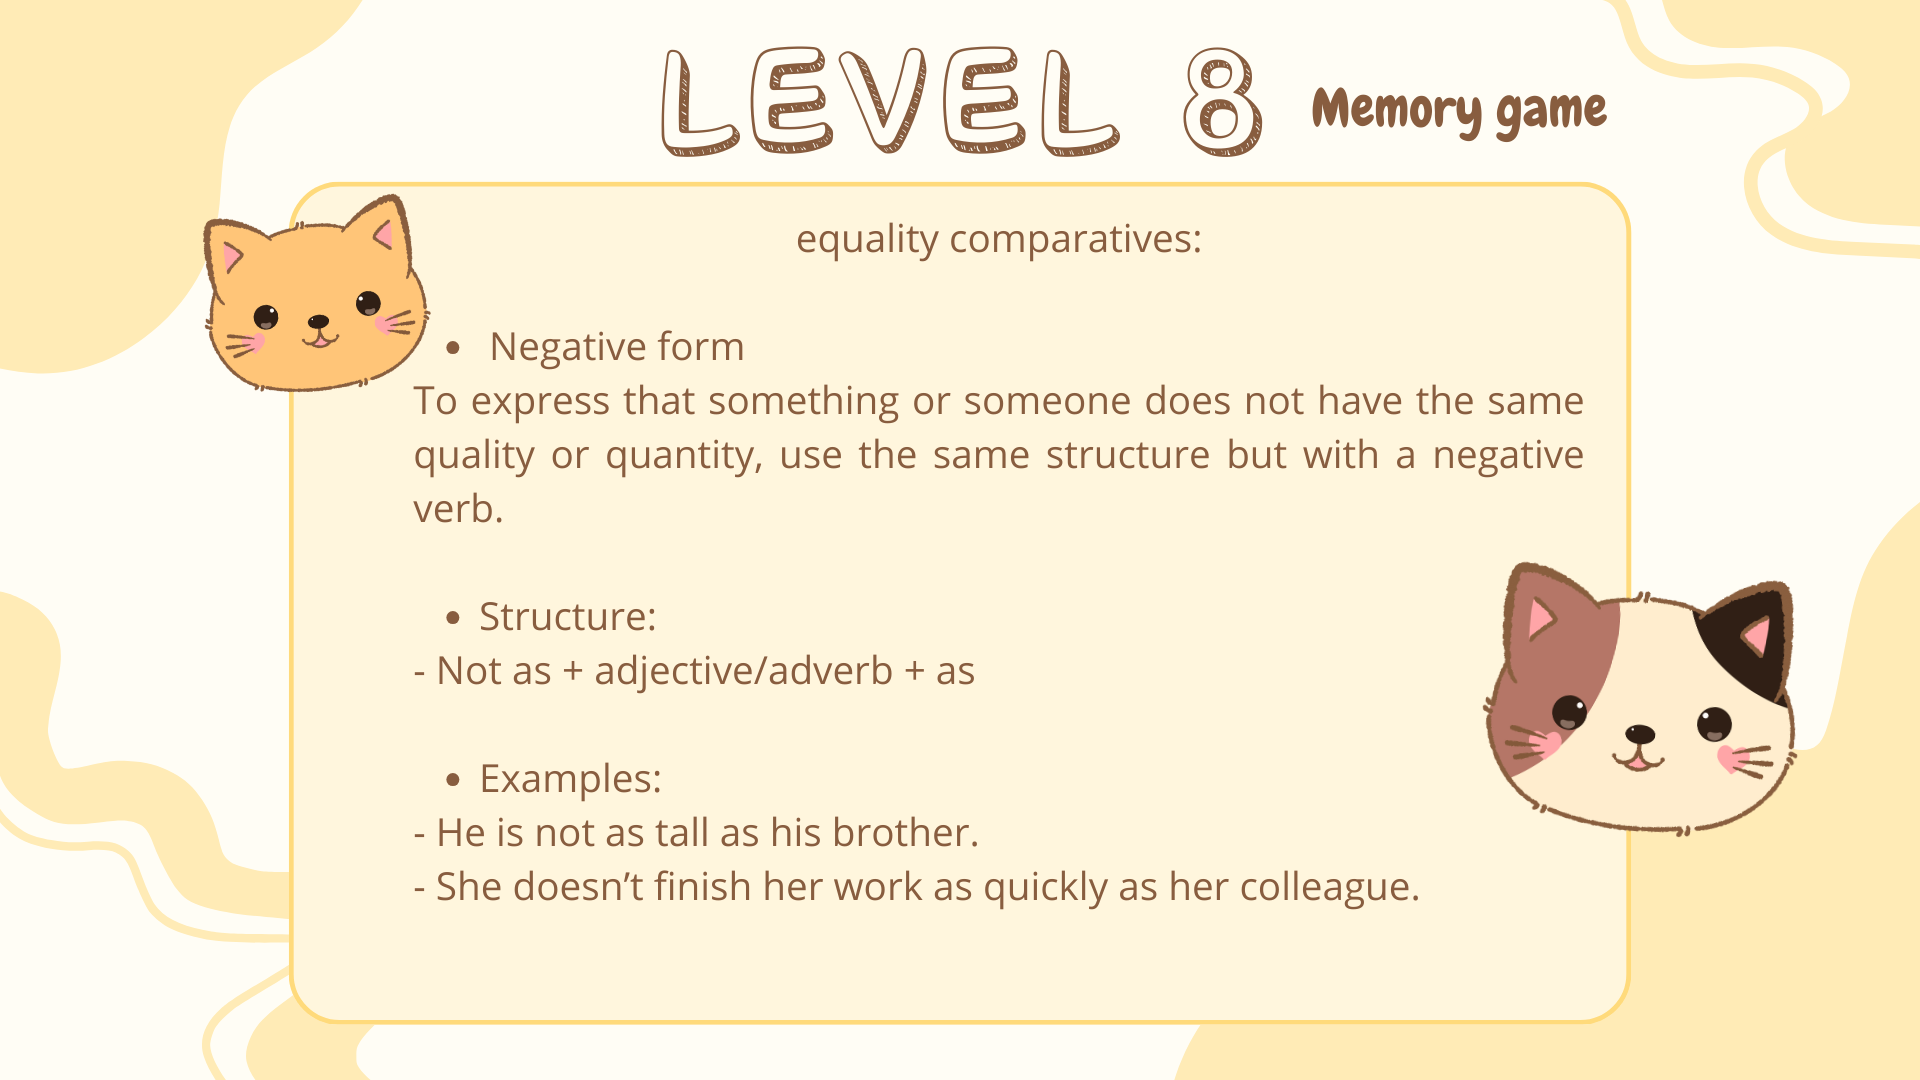 LEVEL 8 Memory game
equality comparatives:
• Negative form
To express that something or someone does not have the same
quality or quantity, use the same structure but with a negative
verb.
• Structure:
- Not as + adjective/adverb + as
• Examples:
- He is not as tall as his brother.
- She doesn’t finish her work as quickly as her colleague.